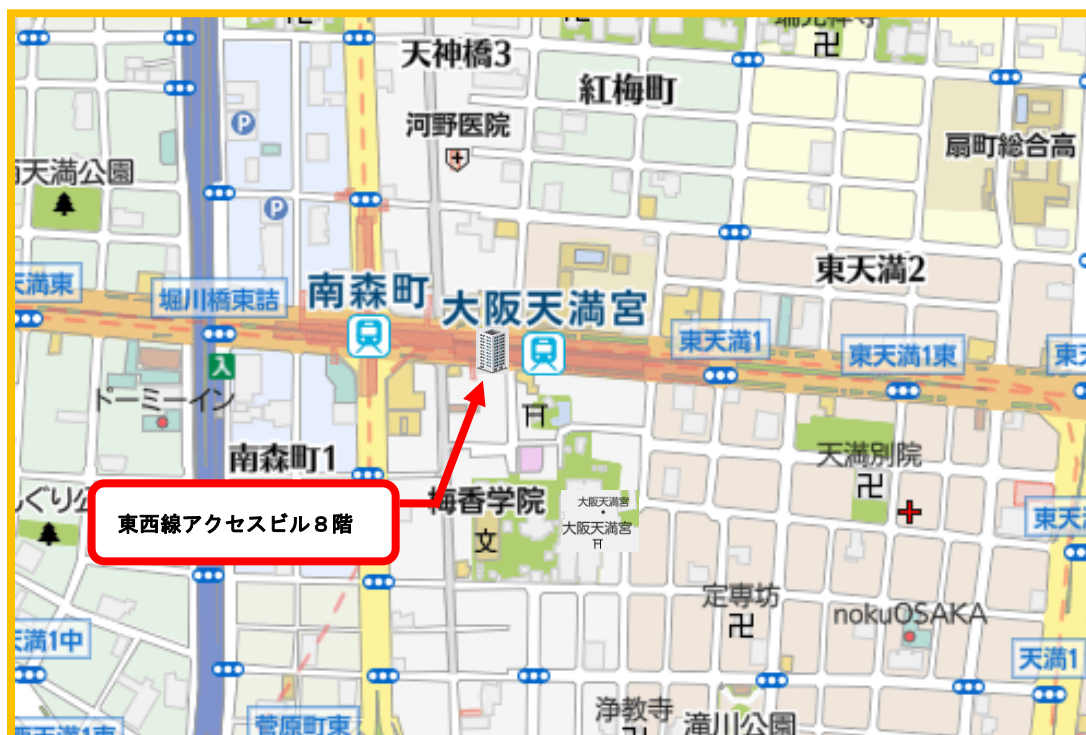 天神橋3
紅梅町
河野医院
扇町総合高
天満公園
P
P
東天満2
天満東
堀川橋東詰
南森町
大阪天満宮
東天満1
東天満1東
入
ドーミーイン
南森町1
天満別院
梅香学院
文
東西線アクセスビル8階
大阪天満宮
大阪天満宮
定専坊
nokuOSAKA
天満1中
天満1
菅原町東
浄教寺
滝川公園